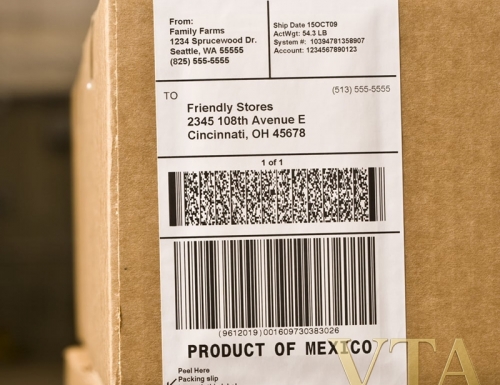 From:
Family Farms
1234 Sprucewood Dr.
Seattle, WA 55555
(825) 555-5555
Ship Date 15OCT09
ActWgt: 54.3 LB
System #: 10394781358907
Account: 1234567890123
TO
(513) 555-5555
Friendly Stores
2345 108th Avenue E
Cincinnati, OH 45678
1 of 1
(9612019)001609730383026
PRODUCT OF MEXICO
Peel Here
Packing slip
VTA